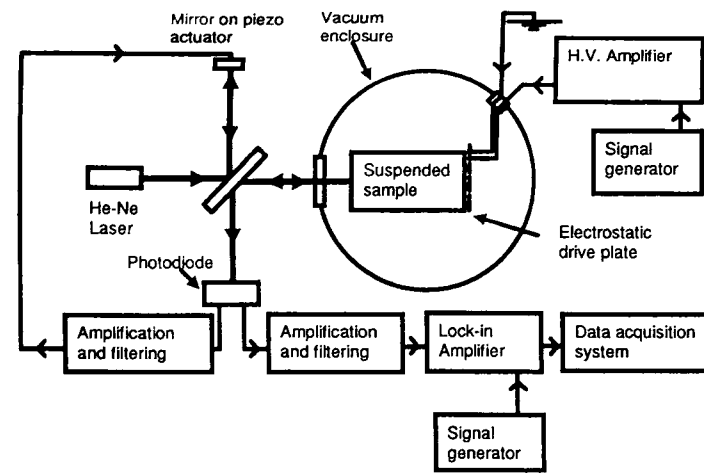 Mirror on piezo
actuator
Vacuum
enclosure
H.V. Amplifier
Signal
generator
Suspended
sample
He-Ne
Laser
Electrostatic
drive plate
Photodiode
Amplification
and filtering
Amplification
and filtering
Lock-in
Amplifier
Data acquisition
system
Signal
generator